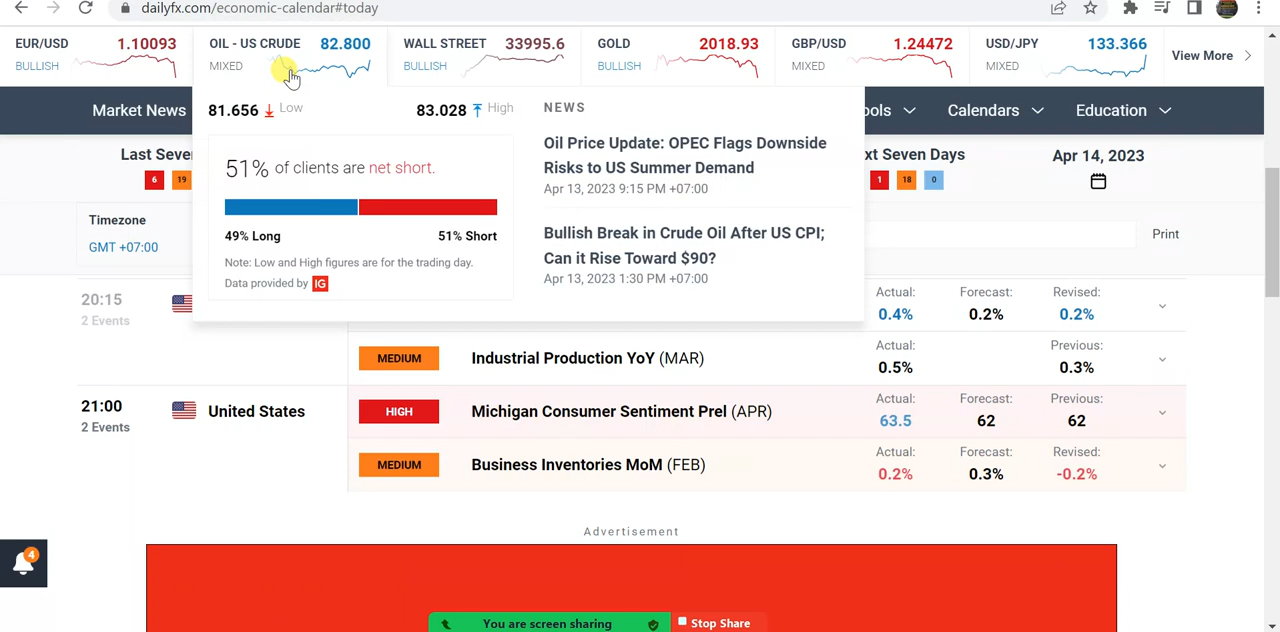 dailyfx.com/economic-calendar#today
EUR/USD 1.10093
BULLISH
OIL - US CRUDE 82.800
MIXED
WALL STREET 33995.6
BULLISH
GOLD 2018.93
BULLISH
GBP/USD 1.24472
MIXED
USD/JPY 133.366
MIXED
View More
Market News
ools
Calendars
Education
81.656 Low
83.028 High
NEWS
51% of clients are net short.
49% Long 51% Short
Note: Low and High figures are for the trading day.
Data provided by IG
Oil Price Update: OPEC Flags Downside
Risks to US Summer Demand
Apr 13, 2023 9:15 PM +07:00
Bullish Break in Crude Oil After US CPI;
Can it Rise Toward $90?
Apr 13, 2023 1:30 PM +07:00
Last Seve
6 19
xt Seven Days
1 18 0
Apr 14, 2023
Timezone
GMT +07:00
Print
20:15
2 Events
Actual: Forecast: Revised:
0.4% 0.2% 0.2%
MEDIUM Industrial Production YoY (MAR)
Actual: Previous:
0.5% 0.3%
21:00 United States
2 Events
HIGH Michigan Consumer Sentiment Prel (APR)
Actual: Forecast: Previous:
63.5 62 62
MEDIUM Business Inventories MoM (FEB)
Actual: Forecast: Revised:
0.2% 0.3% -0.2%
Advertisement
4
You are screen sharing Stop Share